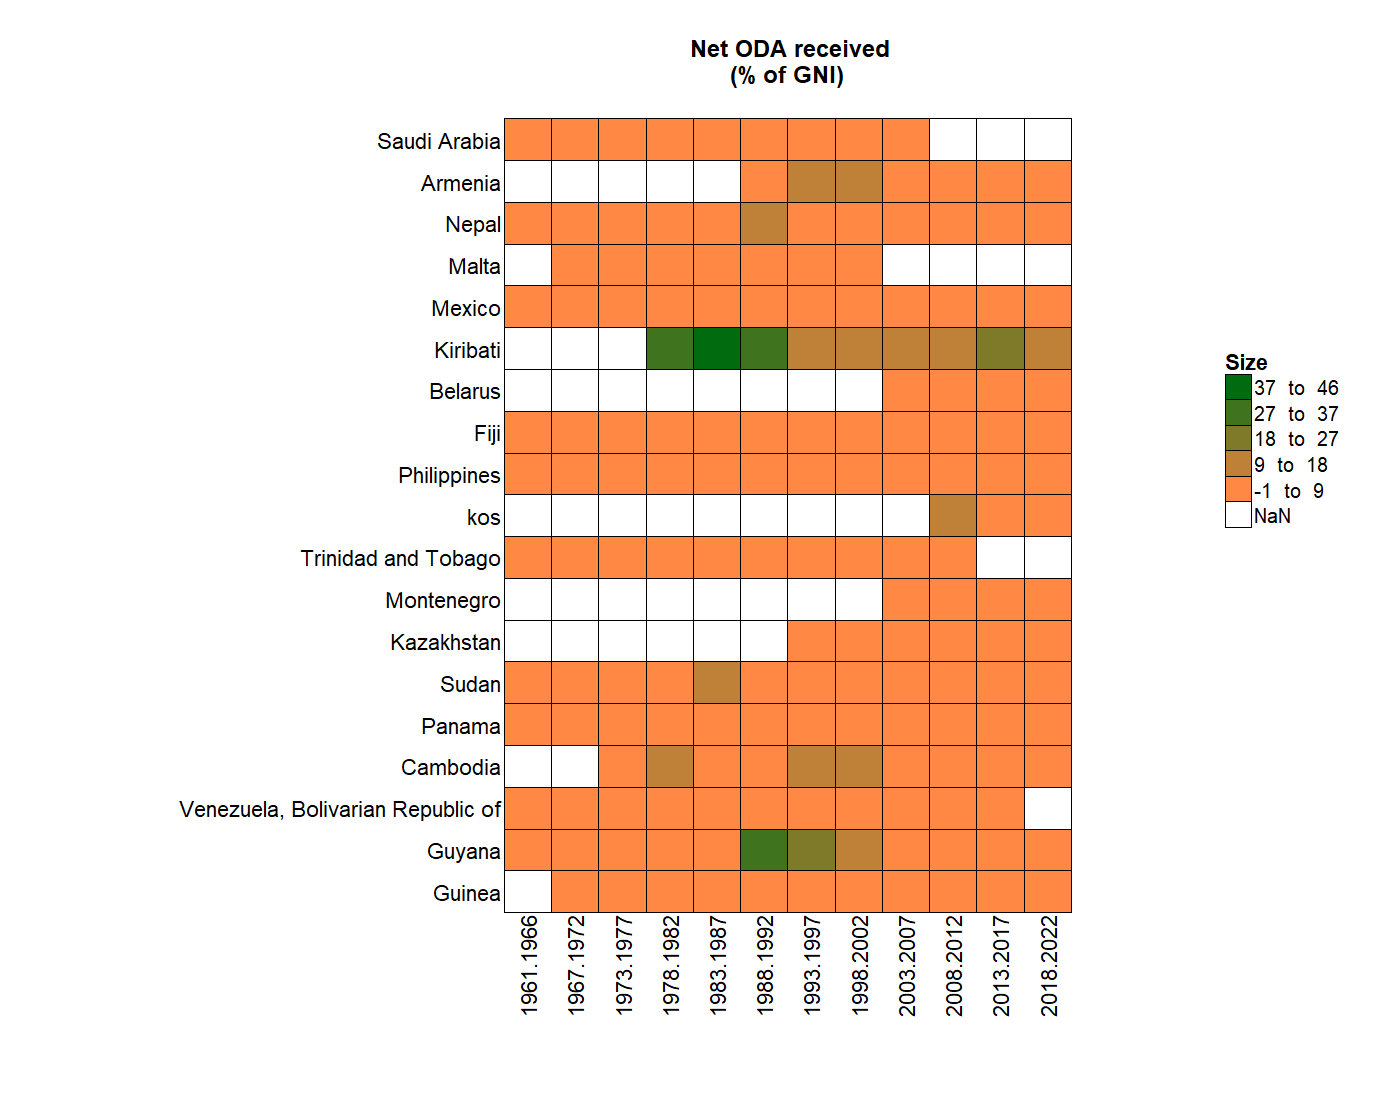 Net ODA received
(% of GNI)
Saudi Arabia
Armenia
Nepal
Malta
Mexico
Kiribati
Belarus
Fiji
Philippines
kos
Trinidad and Tobago
Montenegro
Kazakhstan
Sudan
Panama
Cambodia
Venezuela, Bolivarian Republic of
Guyana
Guinea
1961.1966
1967.1972
1973.1977
1978.1982
1983.1987
1988.1992
1993.1997
1998.2002
2003.2007
2008.2012
2013.2017
2018.2022
Size
37 to 46
27 to 37
18 to 27
9 to 18
-1 to 9
NaN